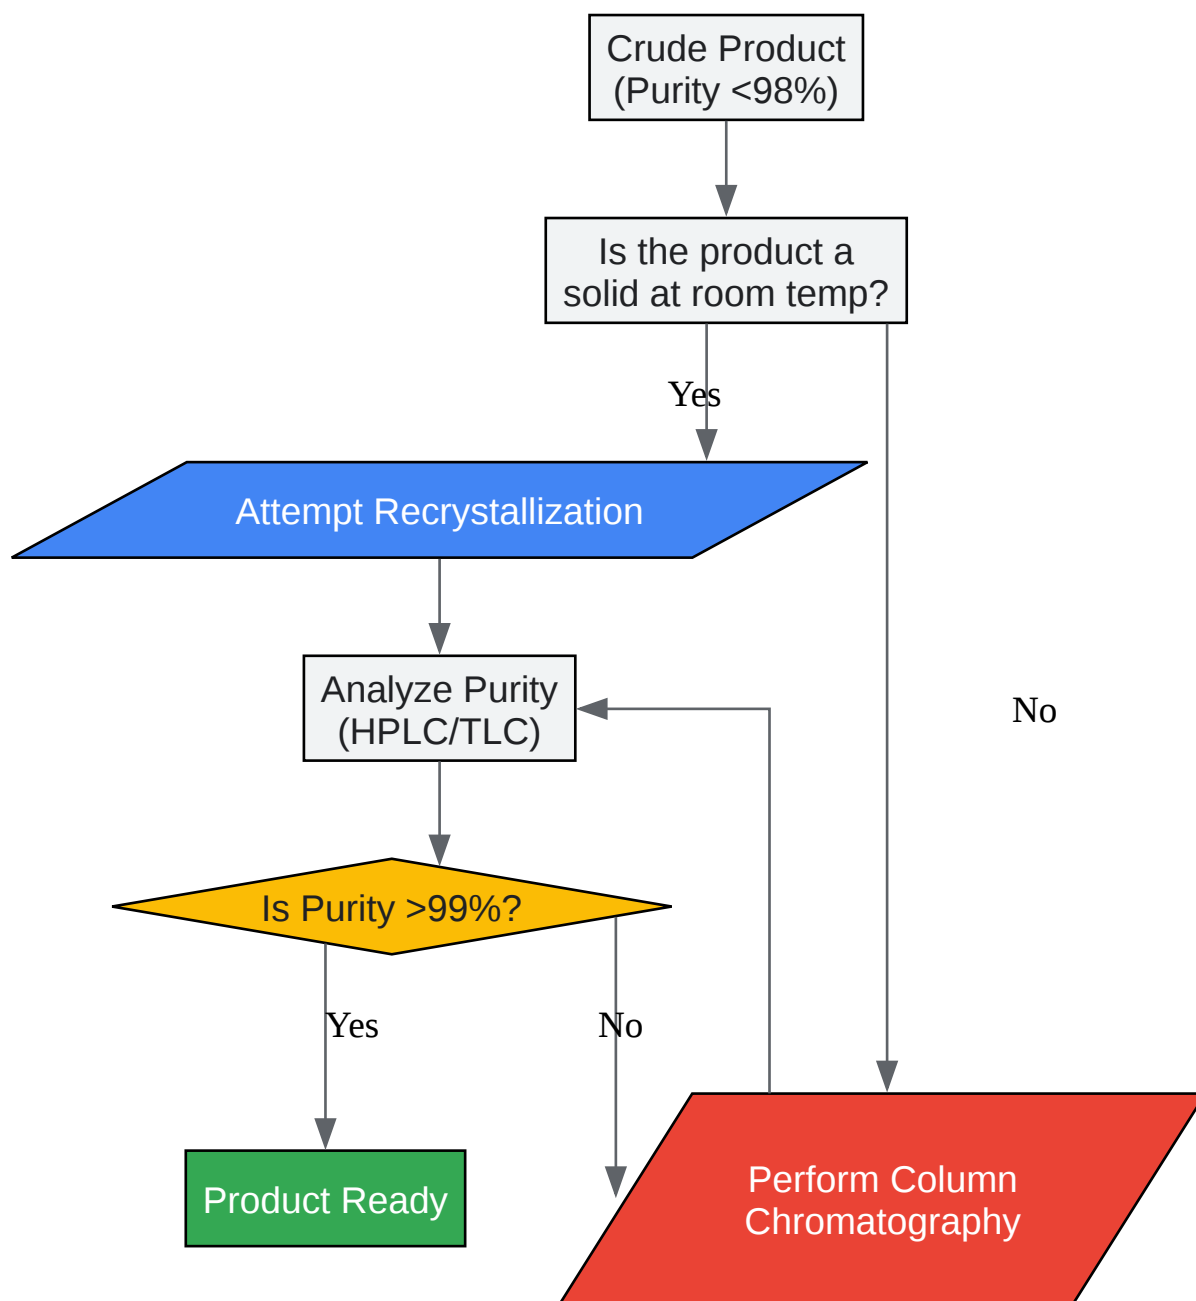 Crude Product
(Purity <98%)
Is the product a
solid at room temp?
Yes
Attempt Recrystallization
Analyze Purity
(HPLC/TLC)
No
Is Purity >99%?
Yes
No
Product Ready
Perform Column
Chromatography